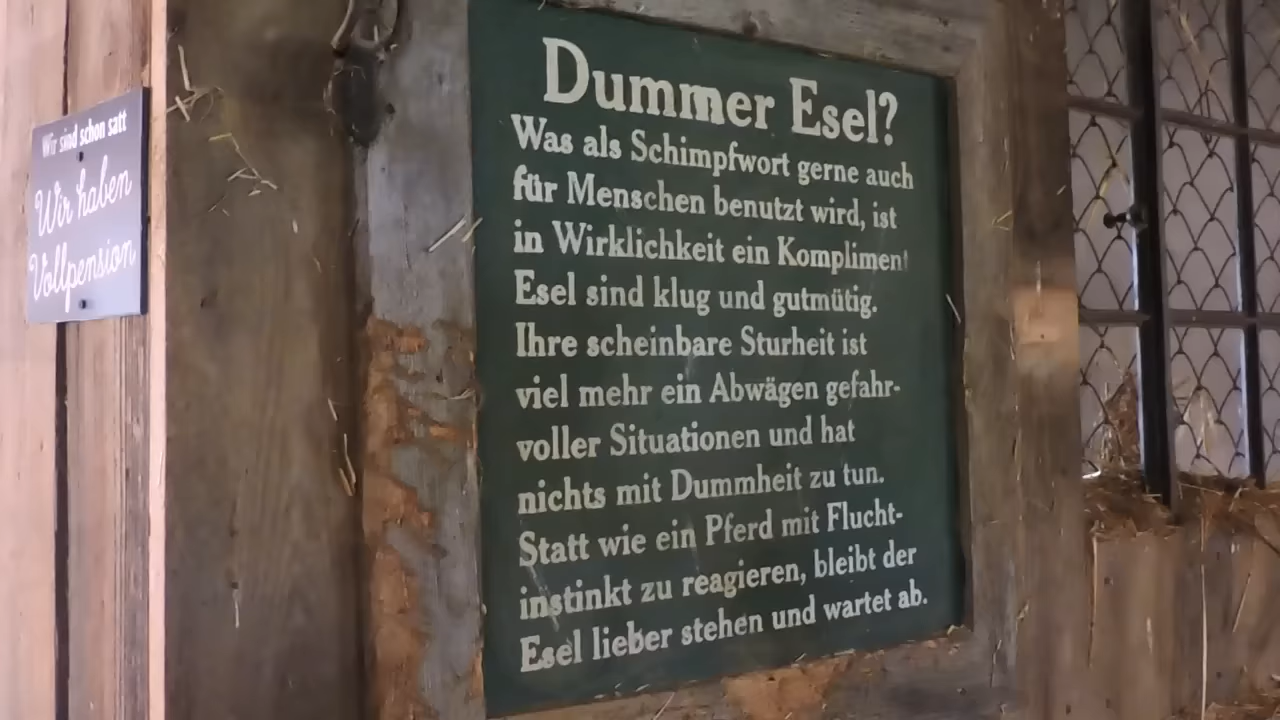 Wir sind schon satt
Wir haben
Vollpension
Dummer Esel?
Was als Schimpfwort gerne auch
für Menschen benutzt wird, ist
in Wirklichkeit ein Kompliment
Esel sind klug und gutmütig.
Ihre scheinbare Sturheit ist
viel mehr ein Abwägen gefahr-
voller Situationen und hat
nichts mit Dummheit zu tun.
Statt wie ein Pferd mit Flucht-
instinkt zu reagieren, bleibt der
Esel lieber stehen und wartet ab.